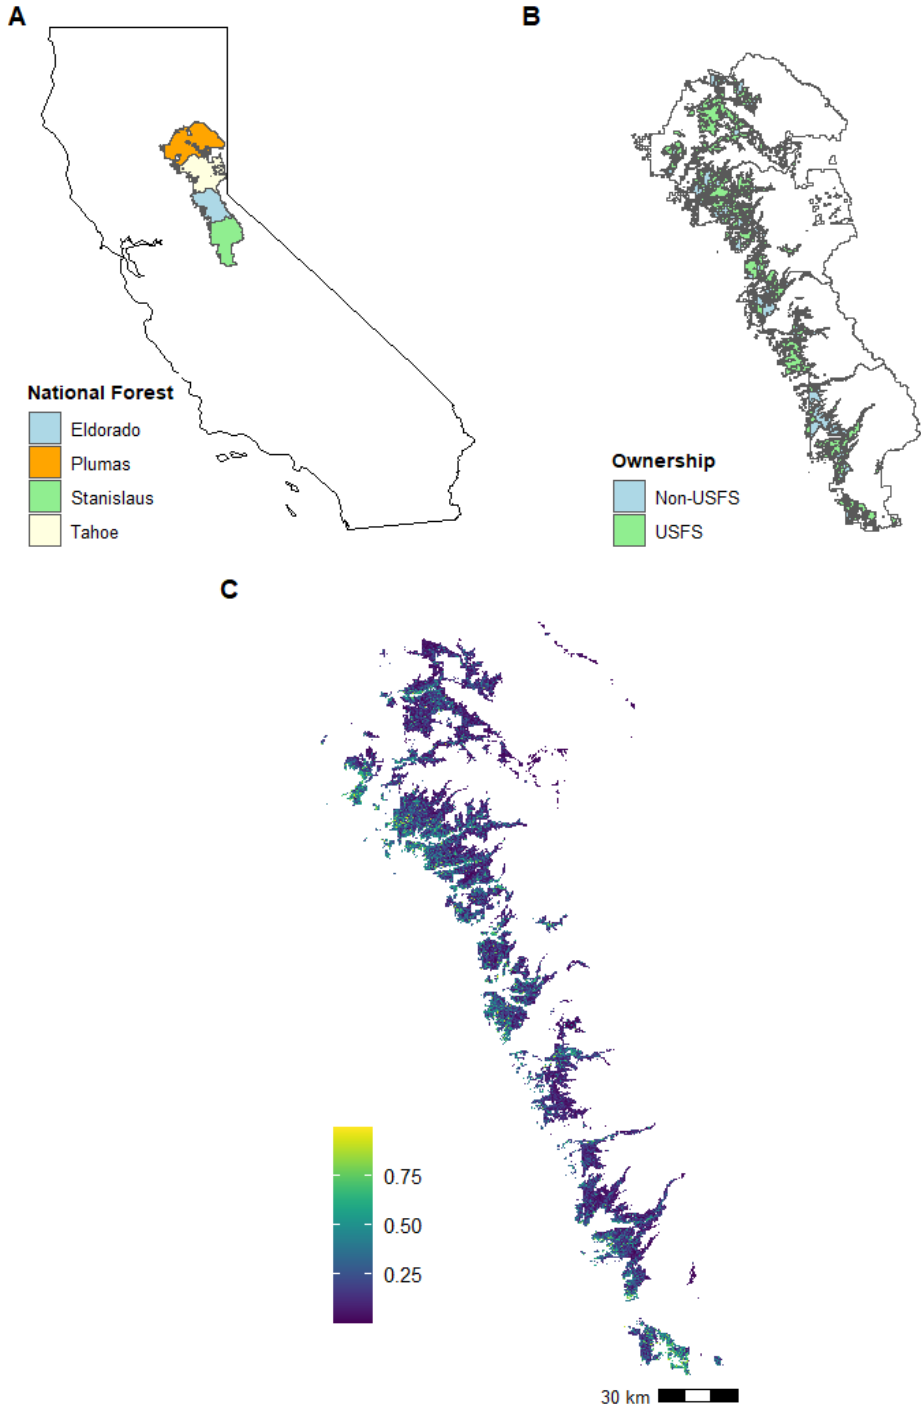 A
B
National Forest
Eldorado
Plumas
Stanislaus
Tahoe
Ownership
Non-USFS
USFS
C
0.75
0.50
0.25
30 km